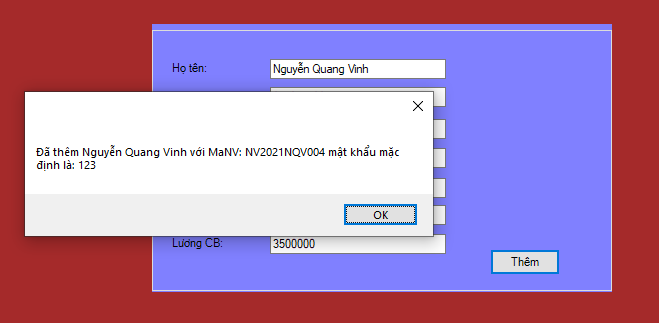 Họ tên: Nguyễn Quang Vinh
Đã thêm Nguyễn Quang Vinh với MaNV: NV2021NQV004 mật khẩu mặc
định là: 123
OK
Lương CB: 3500000
Thêm